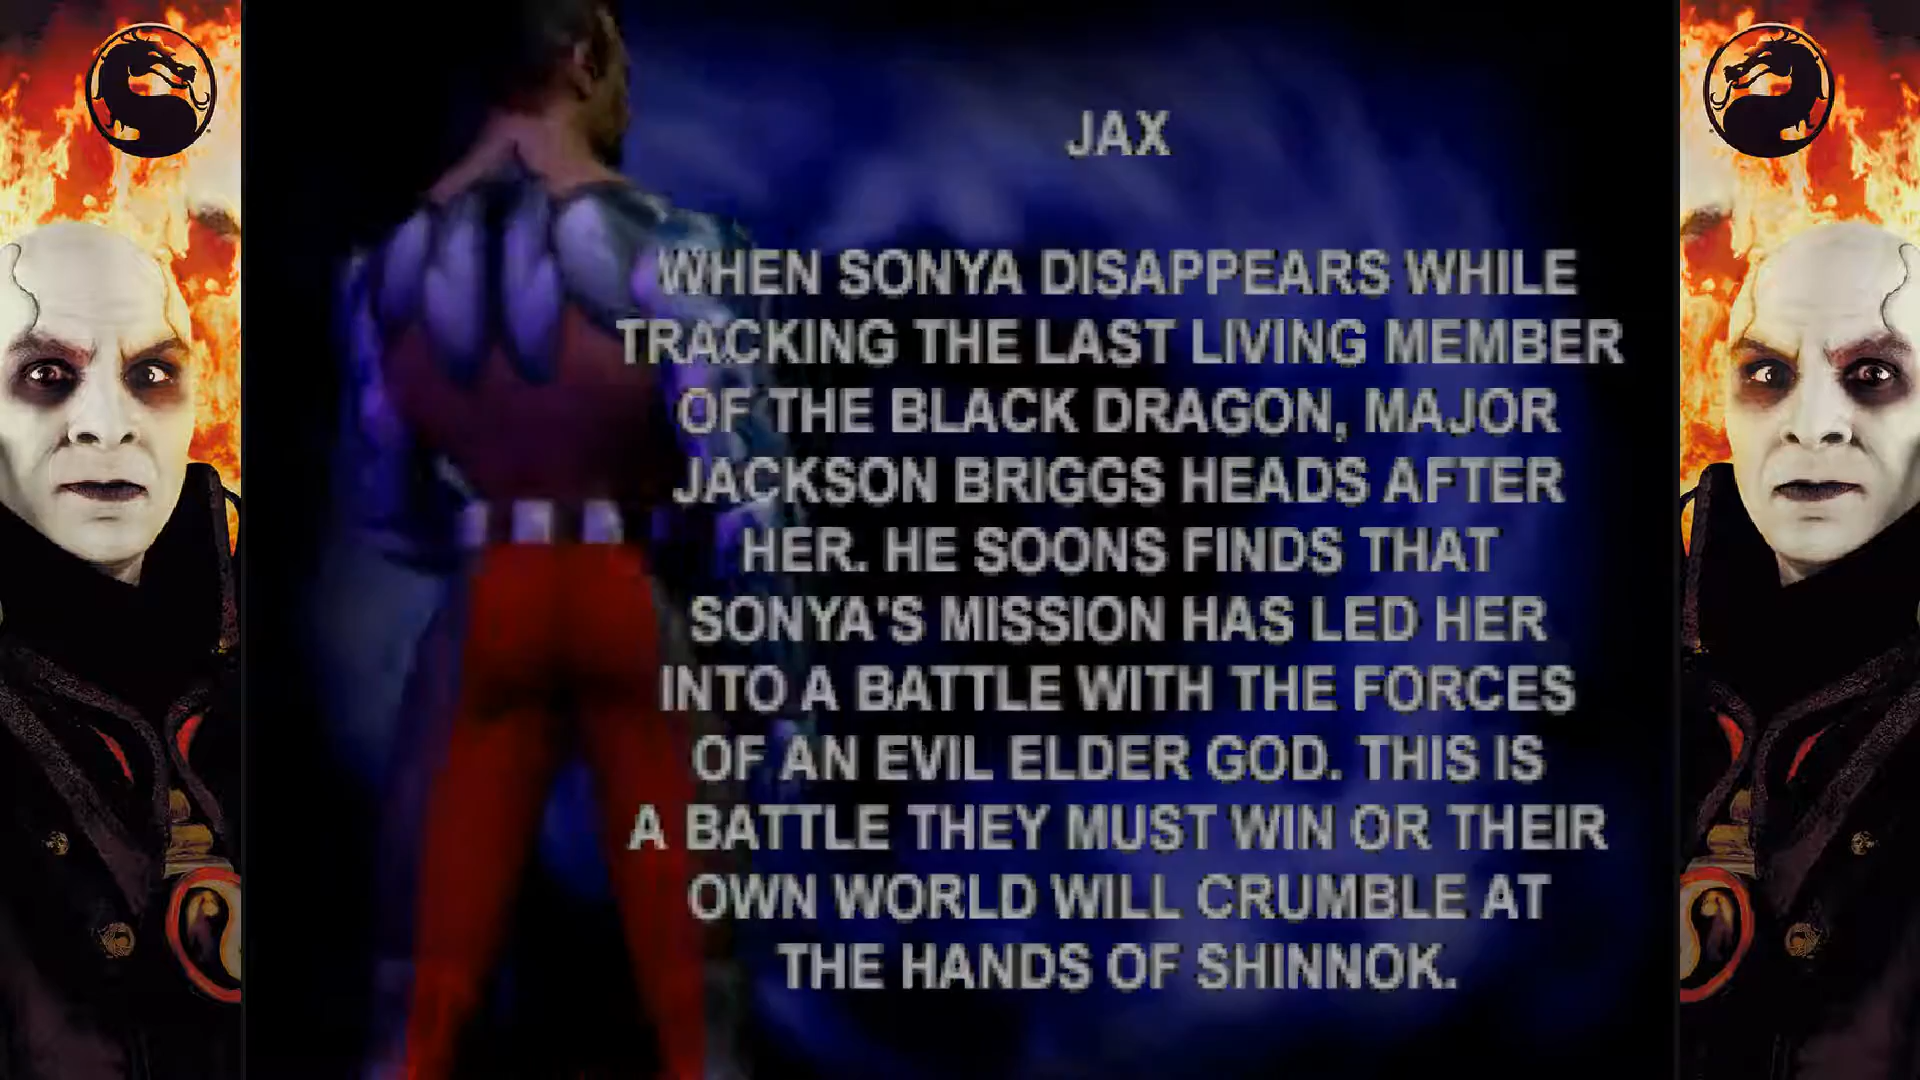 JAX
WHEN SONYA DISAPPEARS WHILE
TRACKING THE LAST LIVING MEMBER
OF THE BLACK DRAGON, MAJOR
JACKSON BRIGGS HEADS AFTER
HER. HE SOONS FINDS THAT
SONYA'S MISSION HAS LED HER
INTO A BATTLE WITH THE FORCES
OF AN EVIL ELDER GOD. THIS IS
A BATTLE THEY MUST WIN OR THEIR
OWN WORLD WILL CRUMBLE AT
THE HANDS OF SHINNOK.